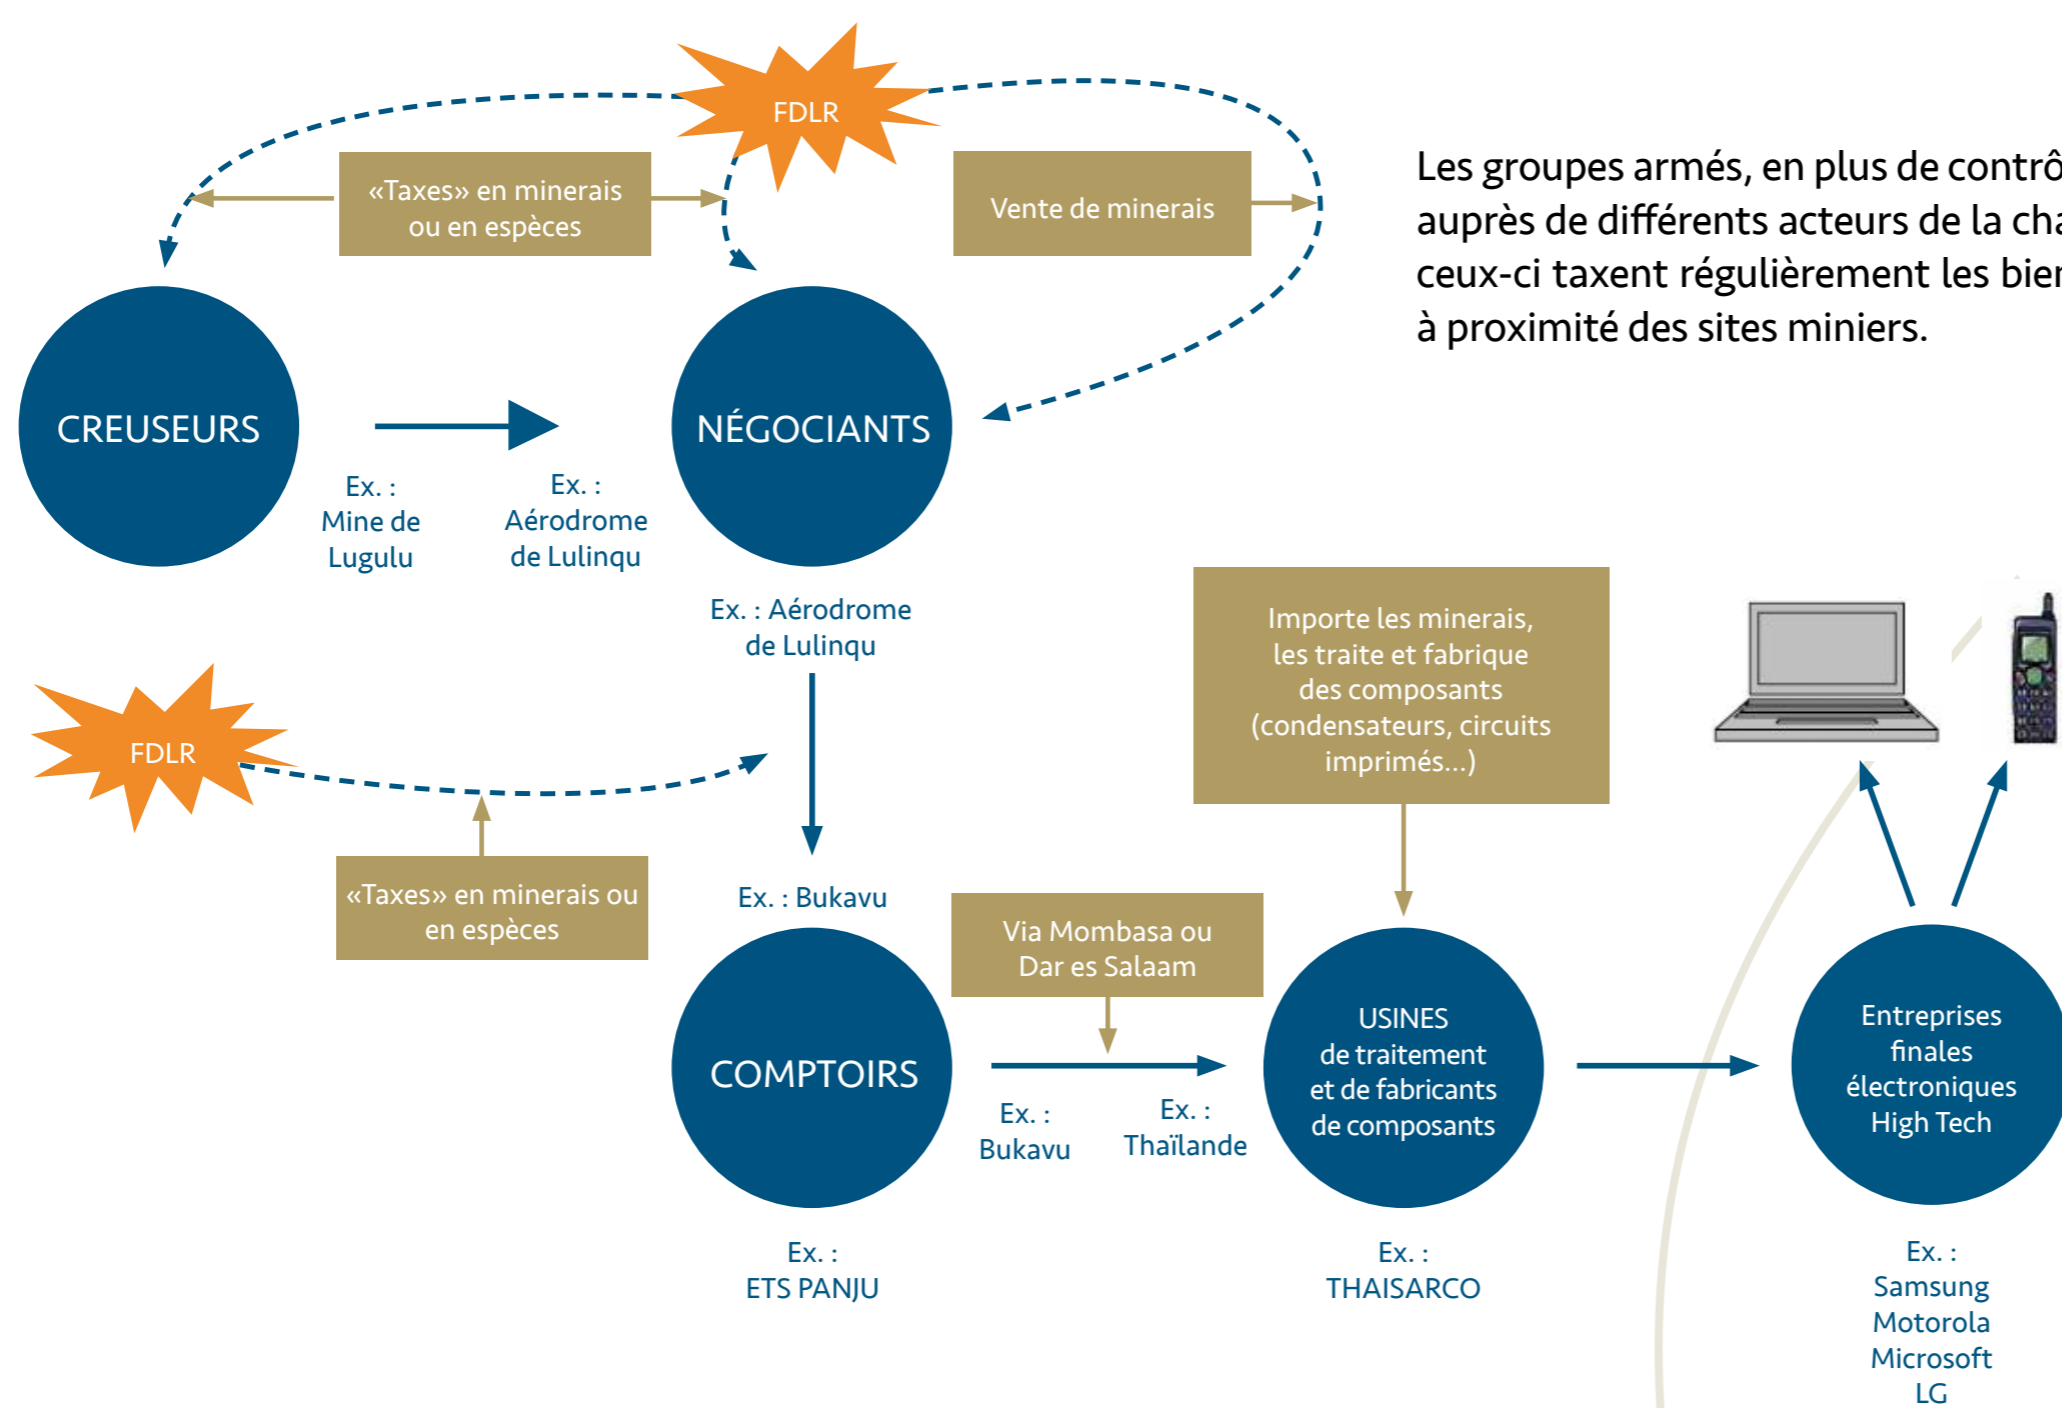 FDLR
«Taxes» en minerais
ou en espèces
Vente de minerais
Les groupes armés, en plus de
auprès de différents acteurs de la
ceux-ci taxent régulièrement les
à proximité des sites miniers.
CREUSEURS
NÉGOCIANTS
Ex. :
Mine de
Lugulu
Ex. :
Aérodrome
de Lulinqu
Ex. : Aérodrome
de Lulinqu
Importe les minerais,
les traite et fabrique
des composants
(condensateurs, circuits
imprimés...)
FDLR
«Taxes» en minerais ou
en espèces
Ex. : Bukavu
Via Mombasa ou
Dar es Salaam
COMPTOIRS
Ex. :
Bukavu
Ex. :
Thaïlande
USINES
de traitement
et de fabricants
de composants
Entreprises
finales
électroniques
High Tech
Ex. :
ETS PANJU
Ex. :
THAISARCO
Ex. :
Samsung
Motorola
Microsoft
LG